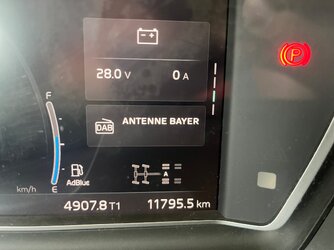 28.0 V 0 A
DAB ANTENNE BAYER
F
AdBlue A
km/h E
4907.8 T1 11795.5 km
P